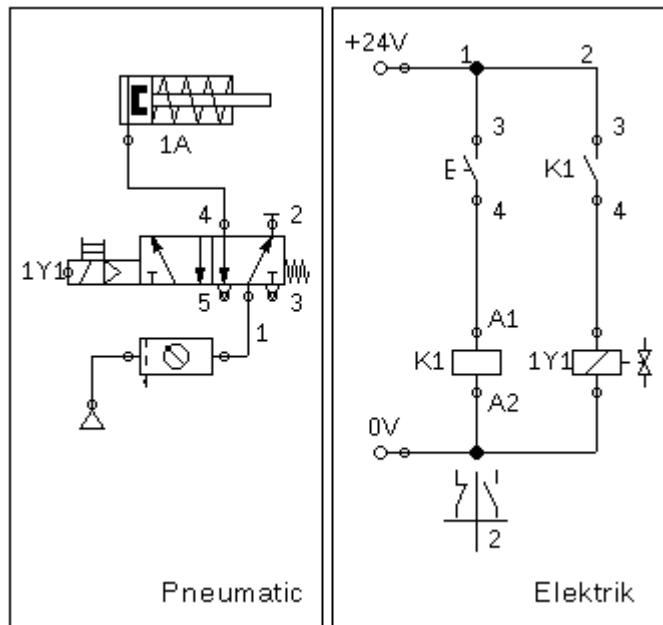 1A
4 2
1Y1
5 3
1
Pneumatic
+24V 1 2
3 3
E K1
4 4
A1
K1 1Y1
A2
0V
2
Elektrik